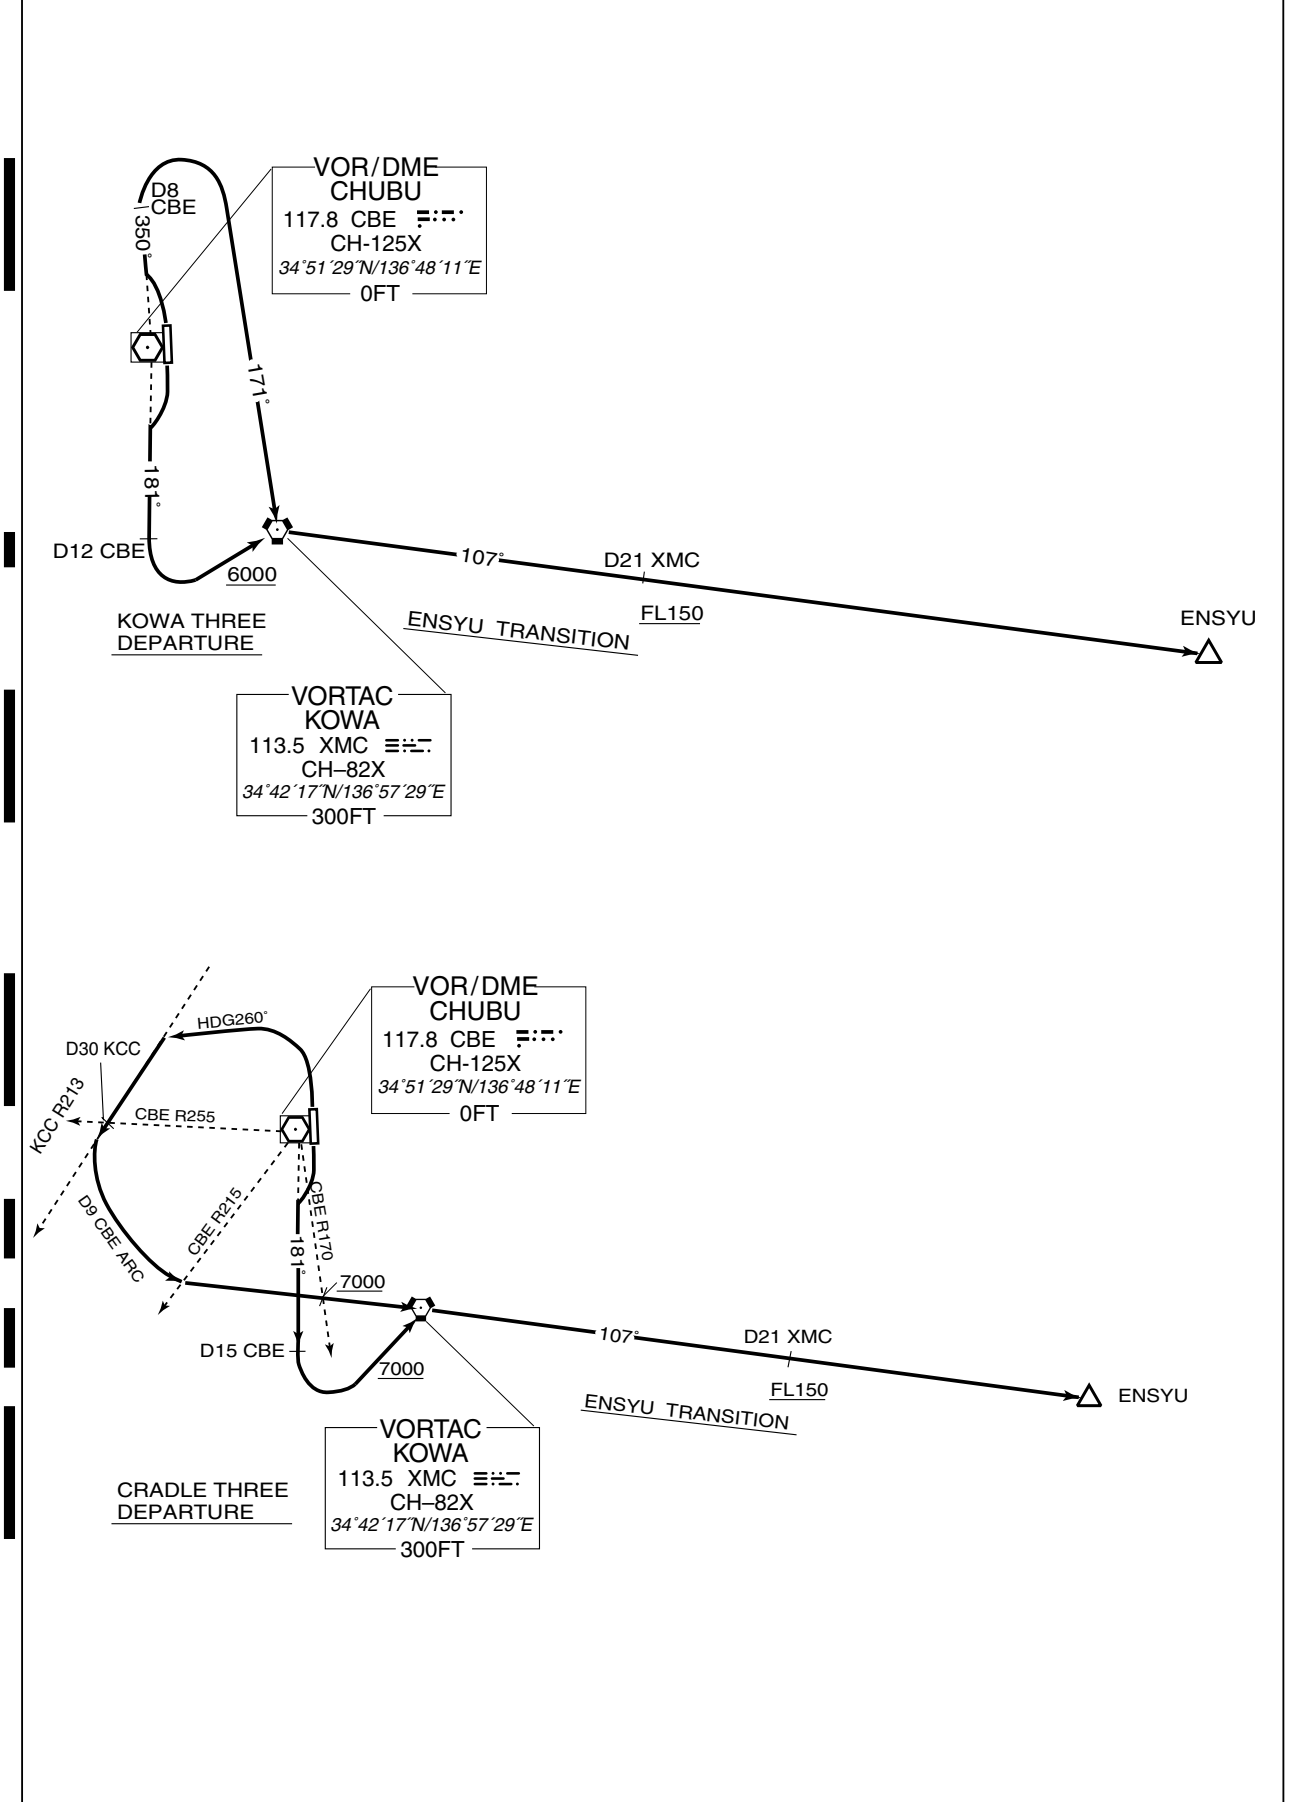 D8
CBE
350°
VOR/DME
CHUBU
117.8 CBE
CH-125X
34°51´29˝N/136°48´11˝E
0FT
171°
181°
D12 CBE
6000
107°
D21 XMC
FL150
ENSYU
KOWA THREE
DEPARTURE
ENSYU TRANSITION
VORTAC
KOWA
113.5 XMC
CH–82X
34°42´17˝N/136°57´29˝E
300FT
HDG260°
D30 KCC
KCC R213
CBE R255
VOR/DME
CHUBU
117.8 CBE
CH-125X
34°51´29˝N/136°48´11˝E
0FT
D9 CBE ARC
CBE R215
CBE R170
181°
7000
D15 CBE
7000
107°
D21 XMC
FL150
ENSYU
ENSYU TRANSITION
CRADLE THREE
DEPARTURE
VORTAC
KOWA
113.5 XMC
CH–82X
34°42´17˝N/136°57´29˝E
300FT